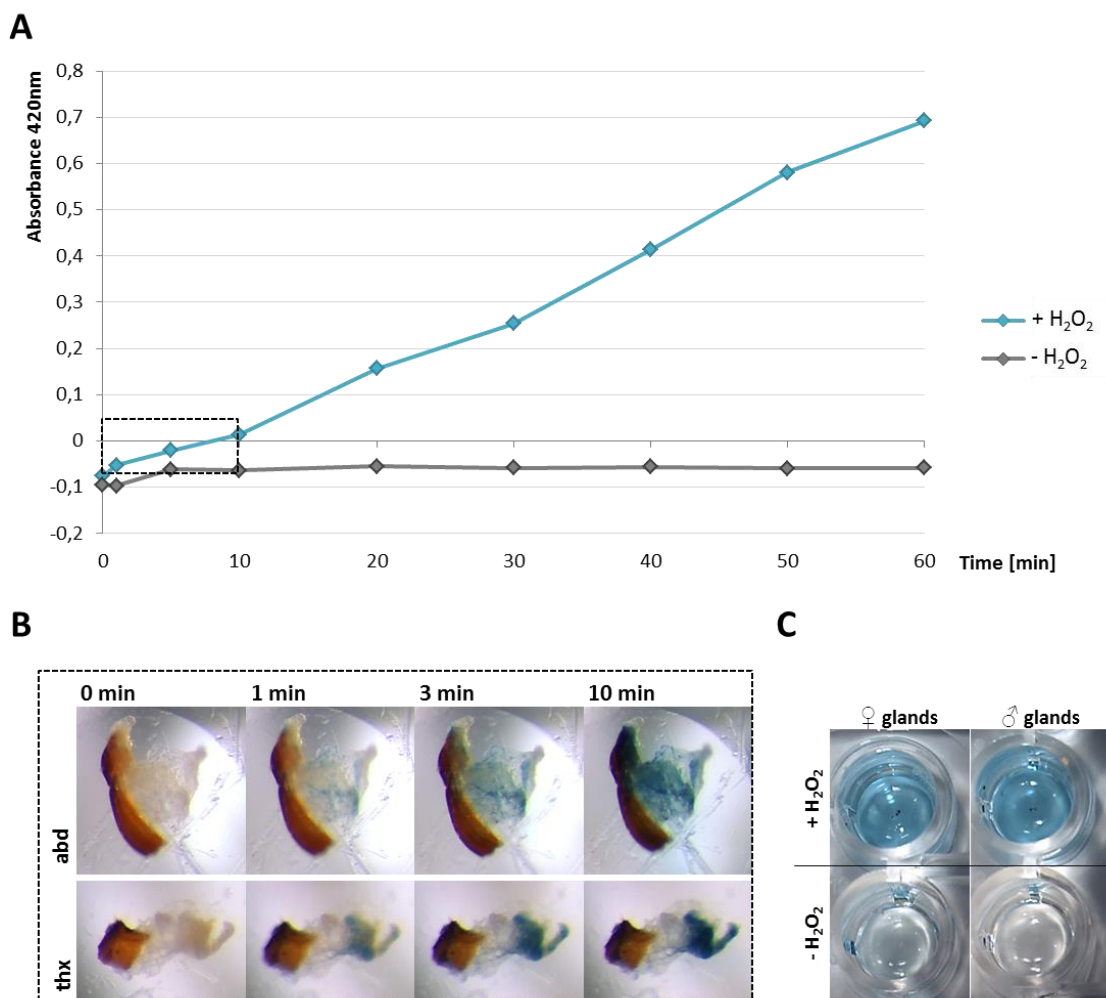 A
Absorbance 420nm
0,8
0,7
0,6
0,5
0,4
0,3
0,2
0,1
0
-0,1
-0,2
0 10 20 30 40 50 60 Time [min]
+ H₂O₂
- H₂O₂
B
0 min 1 min 3 min 10 min
abd
thx
C
♀ glands ♂ glands
+ H₂O₂
- H₂O₂